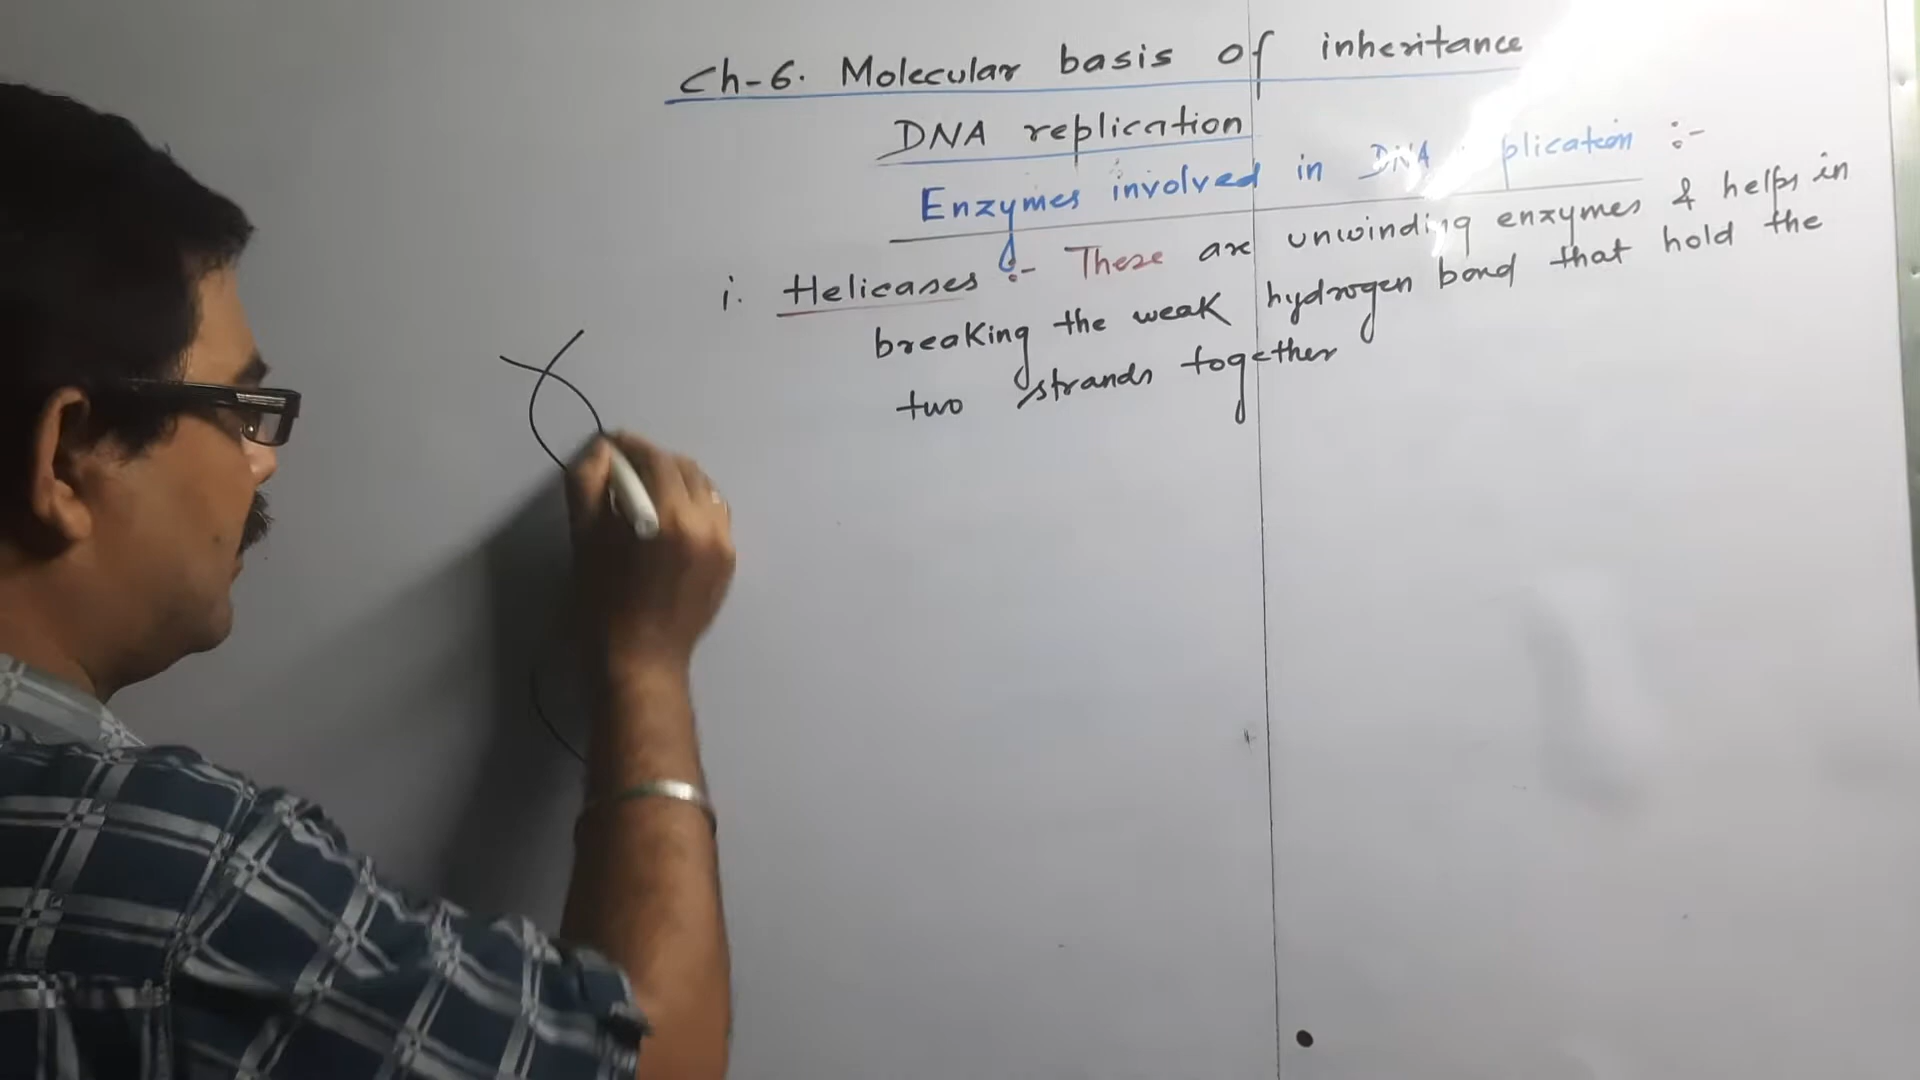 Ch-6. Molecular basis of inheritance
DNA replication
Enzymes involved in DNA plication :-
i. Helicases :- These are unwinding enzymes & helps in
breaking the weak hydrogen bond that hold the
two strands together